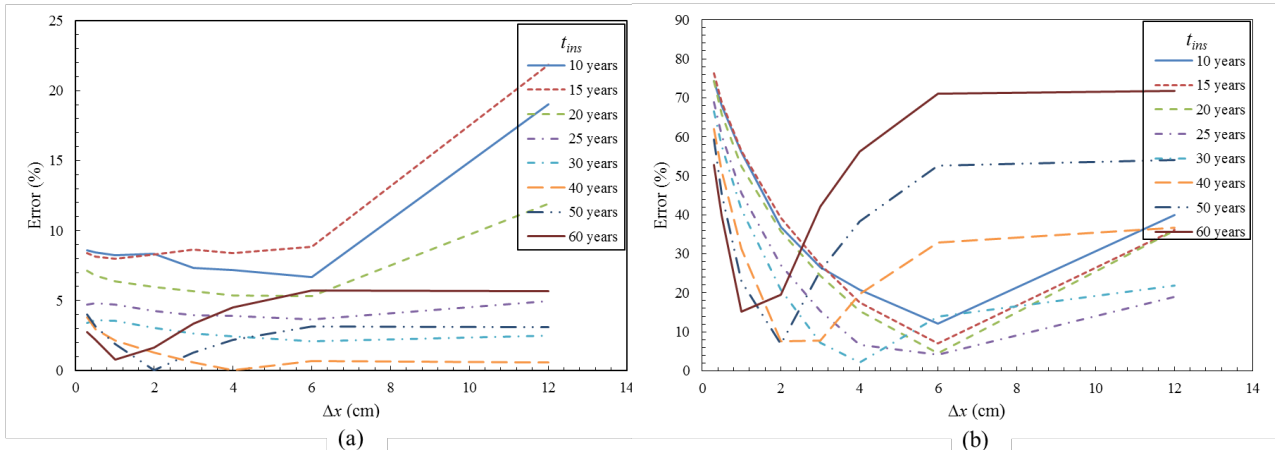 25
20
15
10
5
0
Error (%)
0 2 4 6 8 10 12 14
Δx (cm)
t_ins
10 years
15 years
20 years
25 years
30 years
40 years
50 years
60 years
(a)
90
80
70
60
50
40
30
20
10
0
Error (%)
0 2 4 6 8 10 12 14
Δx (cm)
t_ins
10 years
15 years
20 years
25 years
30 years
40 years
50 years
60 years
(b)